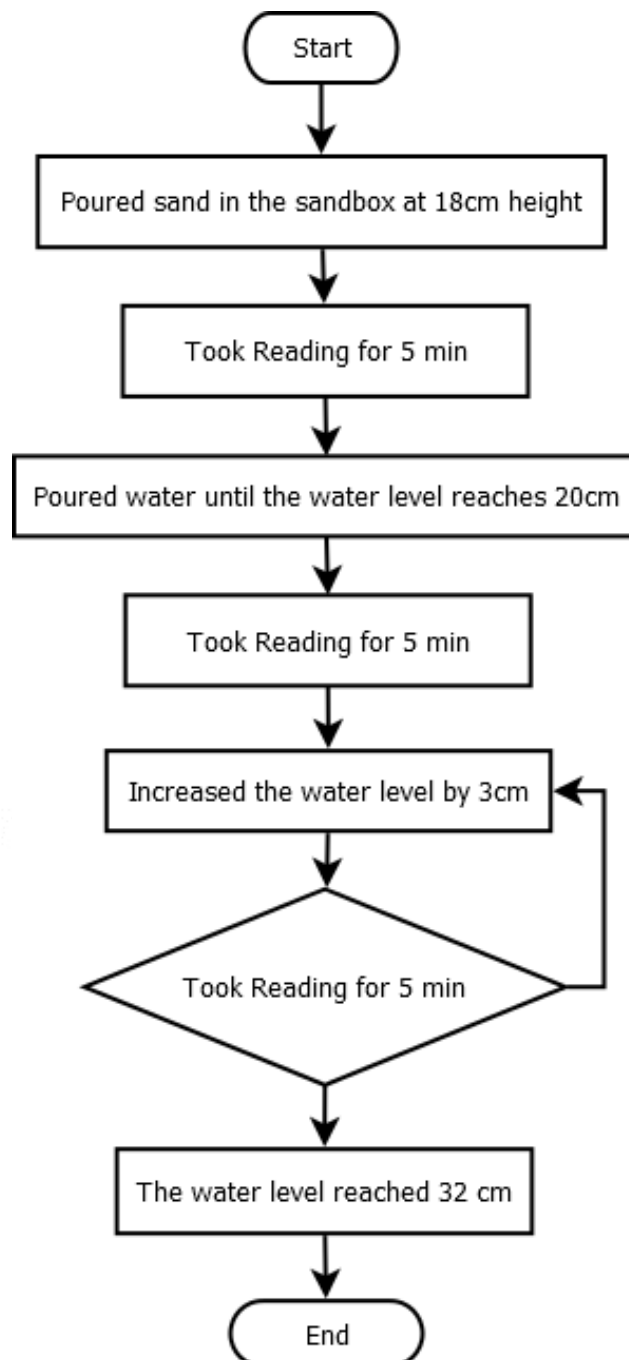 Start
Poured sand in the sandbox at 18cm height
Took Reading for 5 min
Poured water until the water level reaches 20cm
Took Reading for 5 min
Increased the water level by 3cm
Took Reading for 5 min
The water level reached 32 cm
End